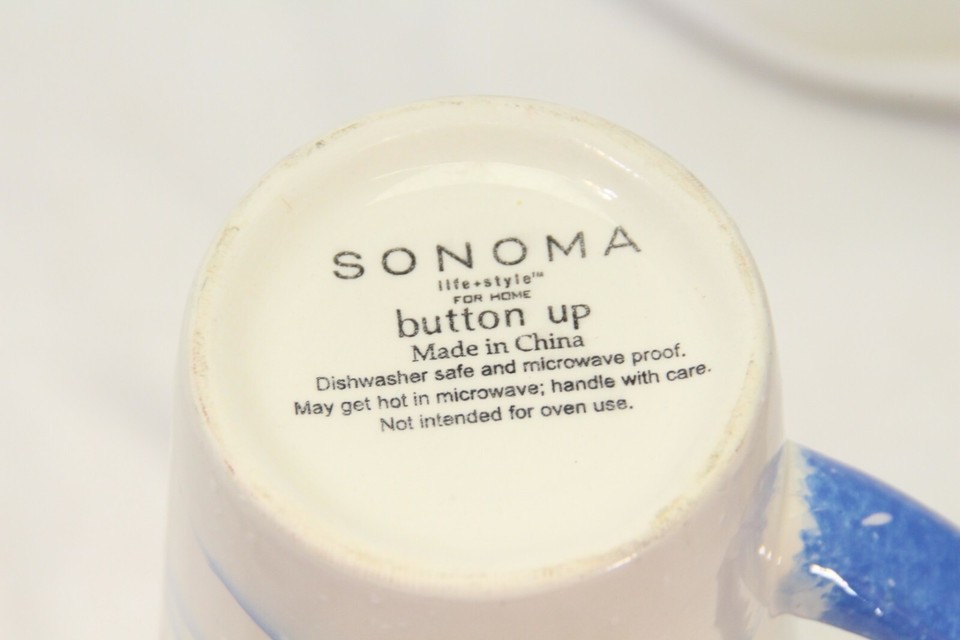 SONOMA
life+style™
FOR HOME
button up
Made in China
Dishwasher safe and microwave proof.
May get hot in microwave; handle with care.
Not intended for oven use.